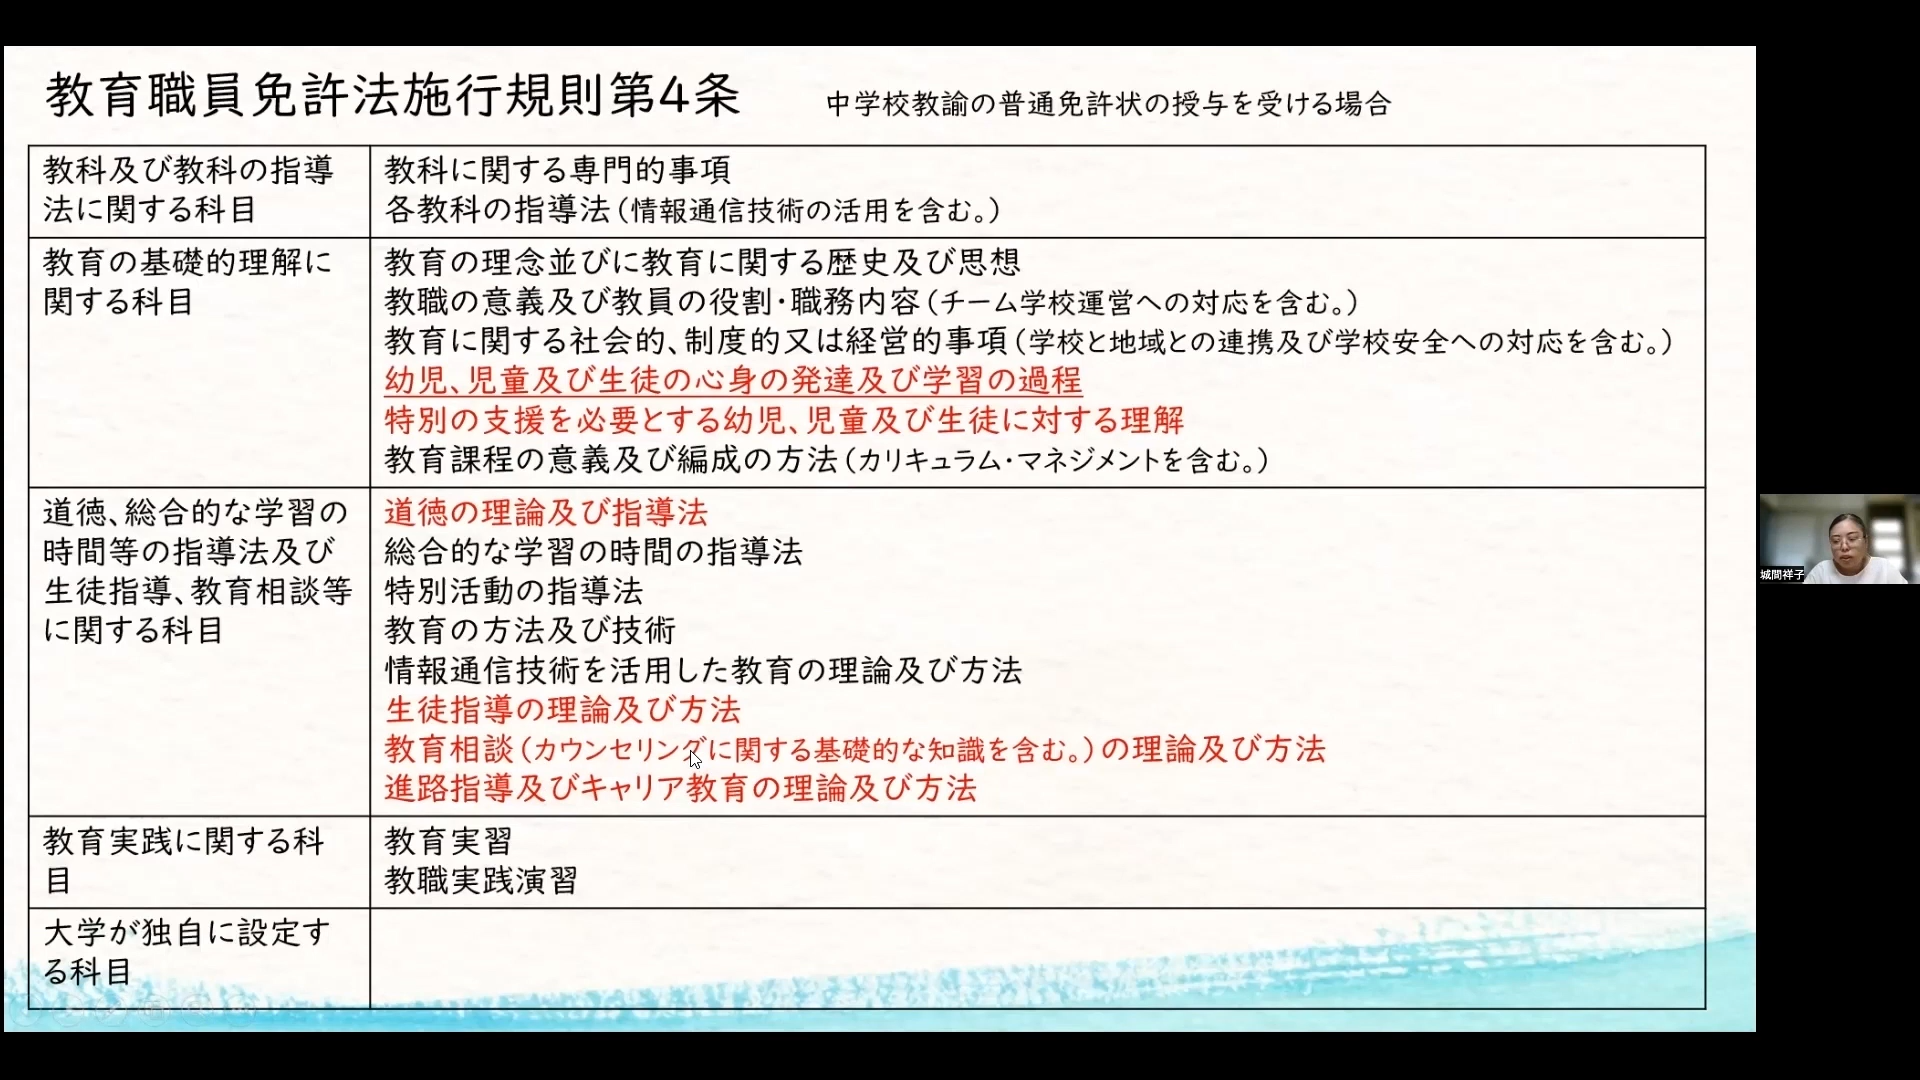 教育職員免許法施行規則第4条
中学校教諭の普通免許状の授与を受ける場合
教科及び教科の指導
法に関する科目
教科に関する専門的事項
各教科の指導法（情報通信技術の活用を含む。）
教育の基礎的理解に
関する科目
教育の理念並びに教育に関する歴史及び思想
教職の意義及び教員の役割・職務内容（チーム学校運営への対応を含む。）
教育に関する社会的、制度的又は経営的事項（学校と地域との連携及び学校安全への対応を含む。）
幼児、児童及び生徒の心身の発達及び学習の過程
特別の支援を必要とする幼児、児童及び生徒に対する理解
教育課程の意義及び編成の方法（カリキュラム・マネジメントを含む。）
道徳、総合的な学習の
時間等の指導法及び
生徒指導、教育相談等
に関する科目
道徳の理論及び指導法
総合的な学習の時間の指導法
特別活動の指導法
教育の方法及び技術
情報通信技術を活用した教育の理論及び方法
生徒指導の理論及び方法
教育相談（カウンセリングに関する基礎的な知識を含む。）の理論及び方法
進路指導及びキャリア教育の理論及び方法
教育実践に関する科
目
教育実習
教職実践演習
大学が独自に設定す
る科目
城間祥子